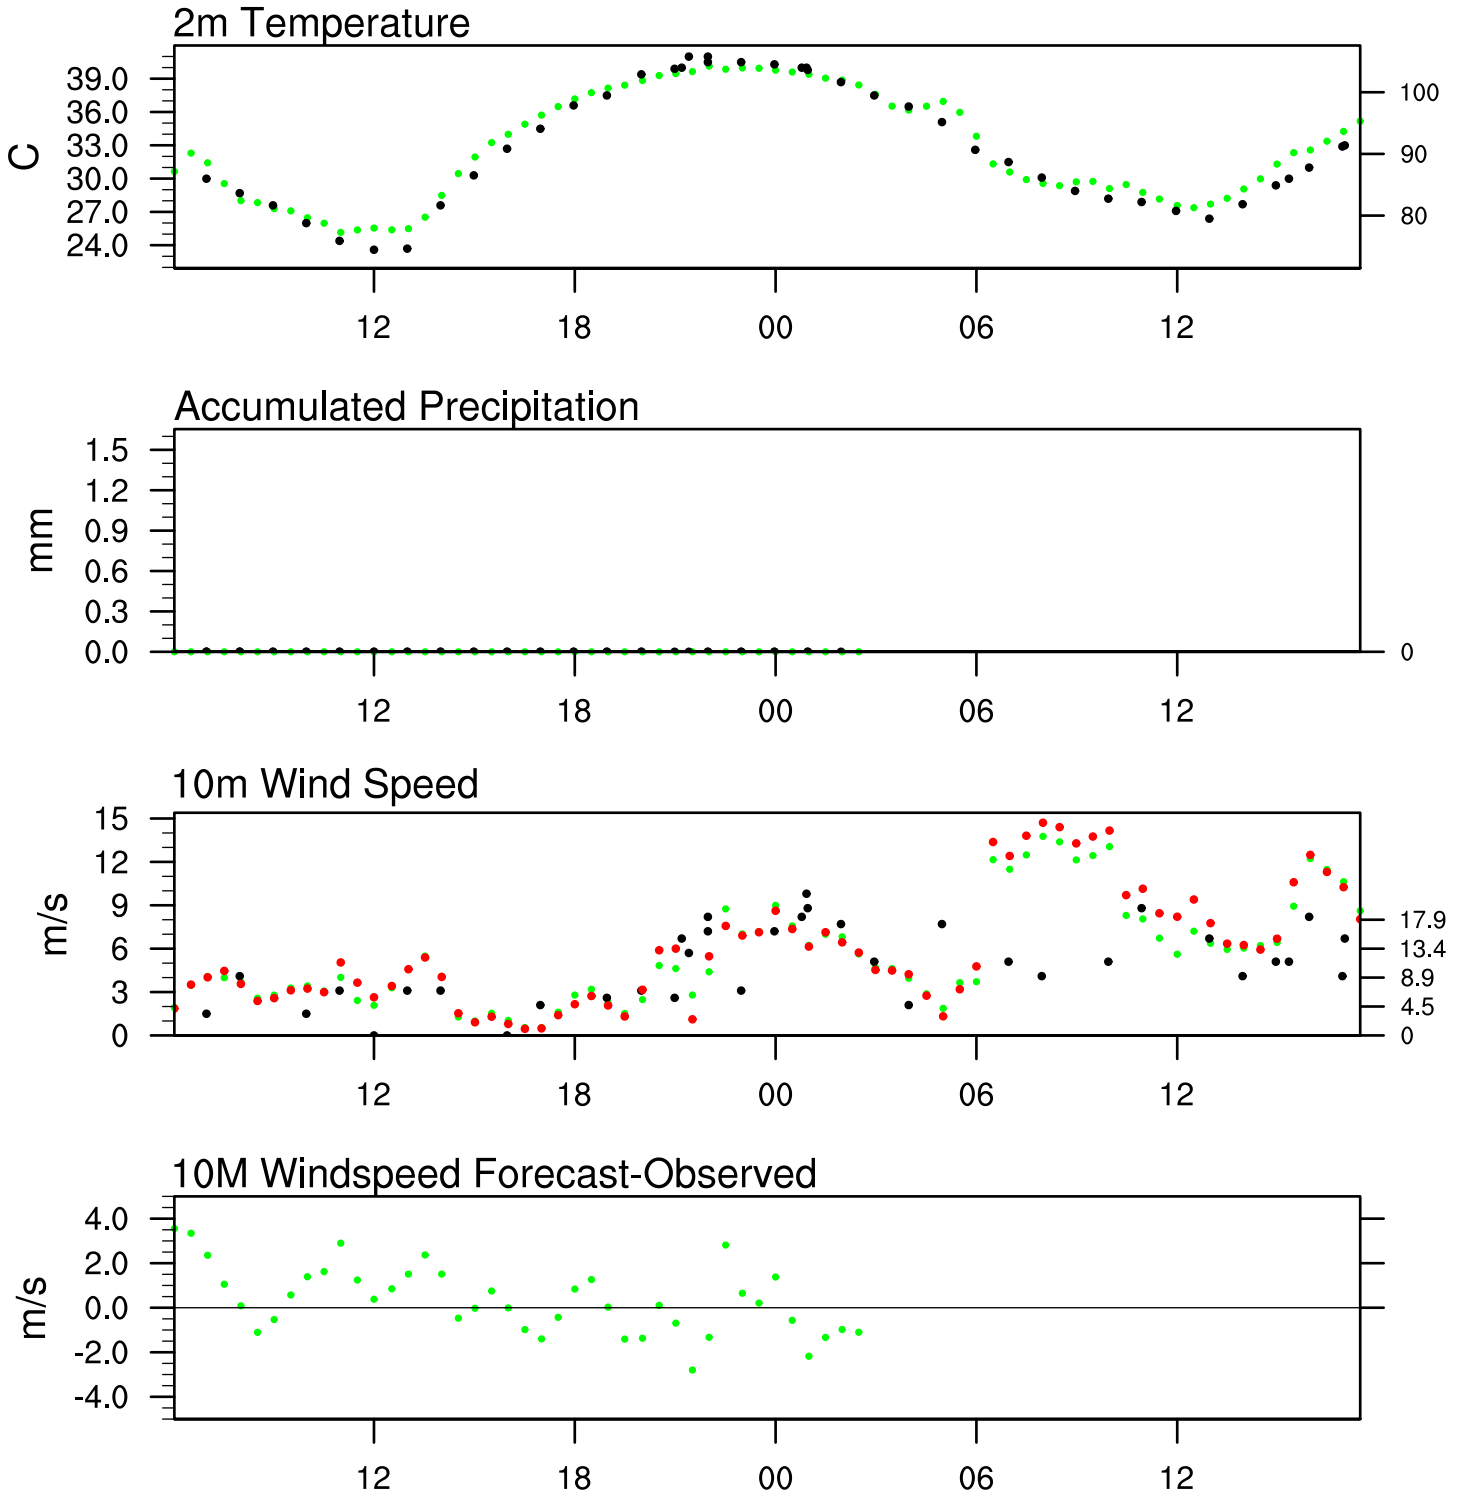 2m Temperature
39.0
36.0
33.0
30.0
27.0
24.0
C
100
90
80
12 18 00 06 12
Accumulated Precipitation
1.5
1.2
0.9
0.6
0.3
0.0
mm
0
12 18 00 06 12
10m Wind Speed
15
12
9
6
3
0
m/s
17.9
13.4
8.9
4.5
0
12 18 00 06 12
10M Windspeed Forecast-Observed
4.0
2.0
0.0
-2.0
-4.0
m/s
12 18 00 06 12